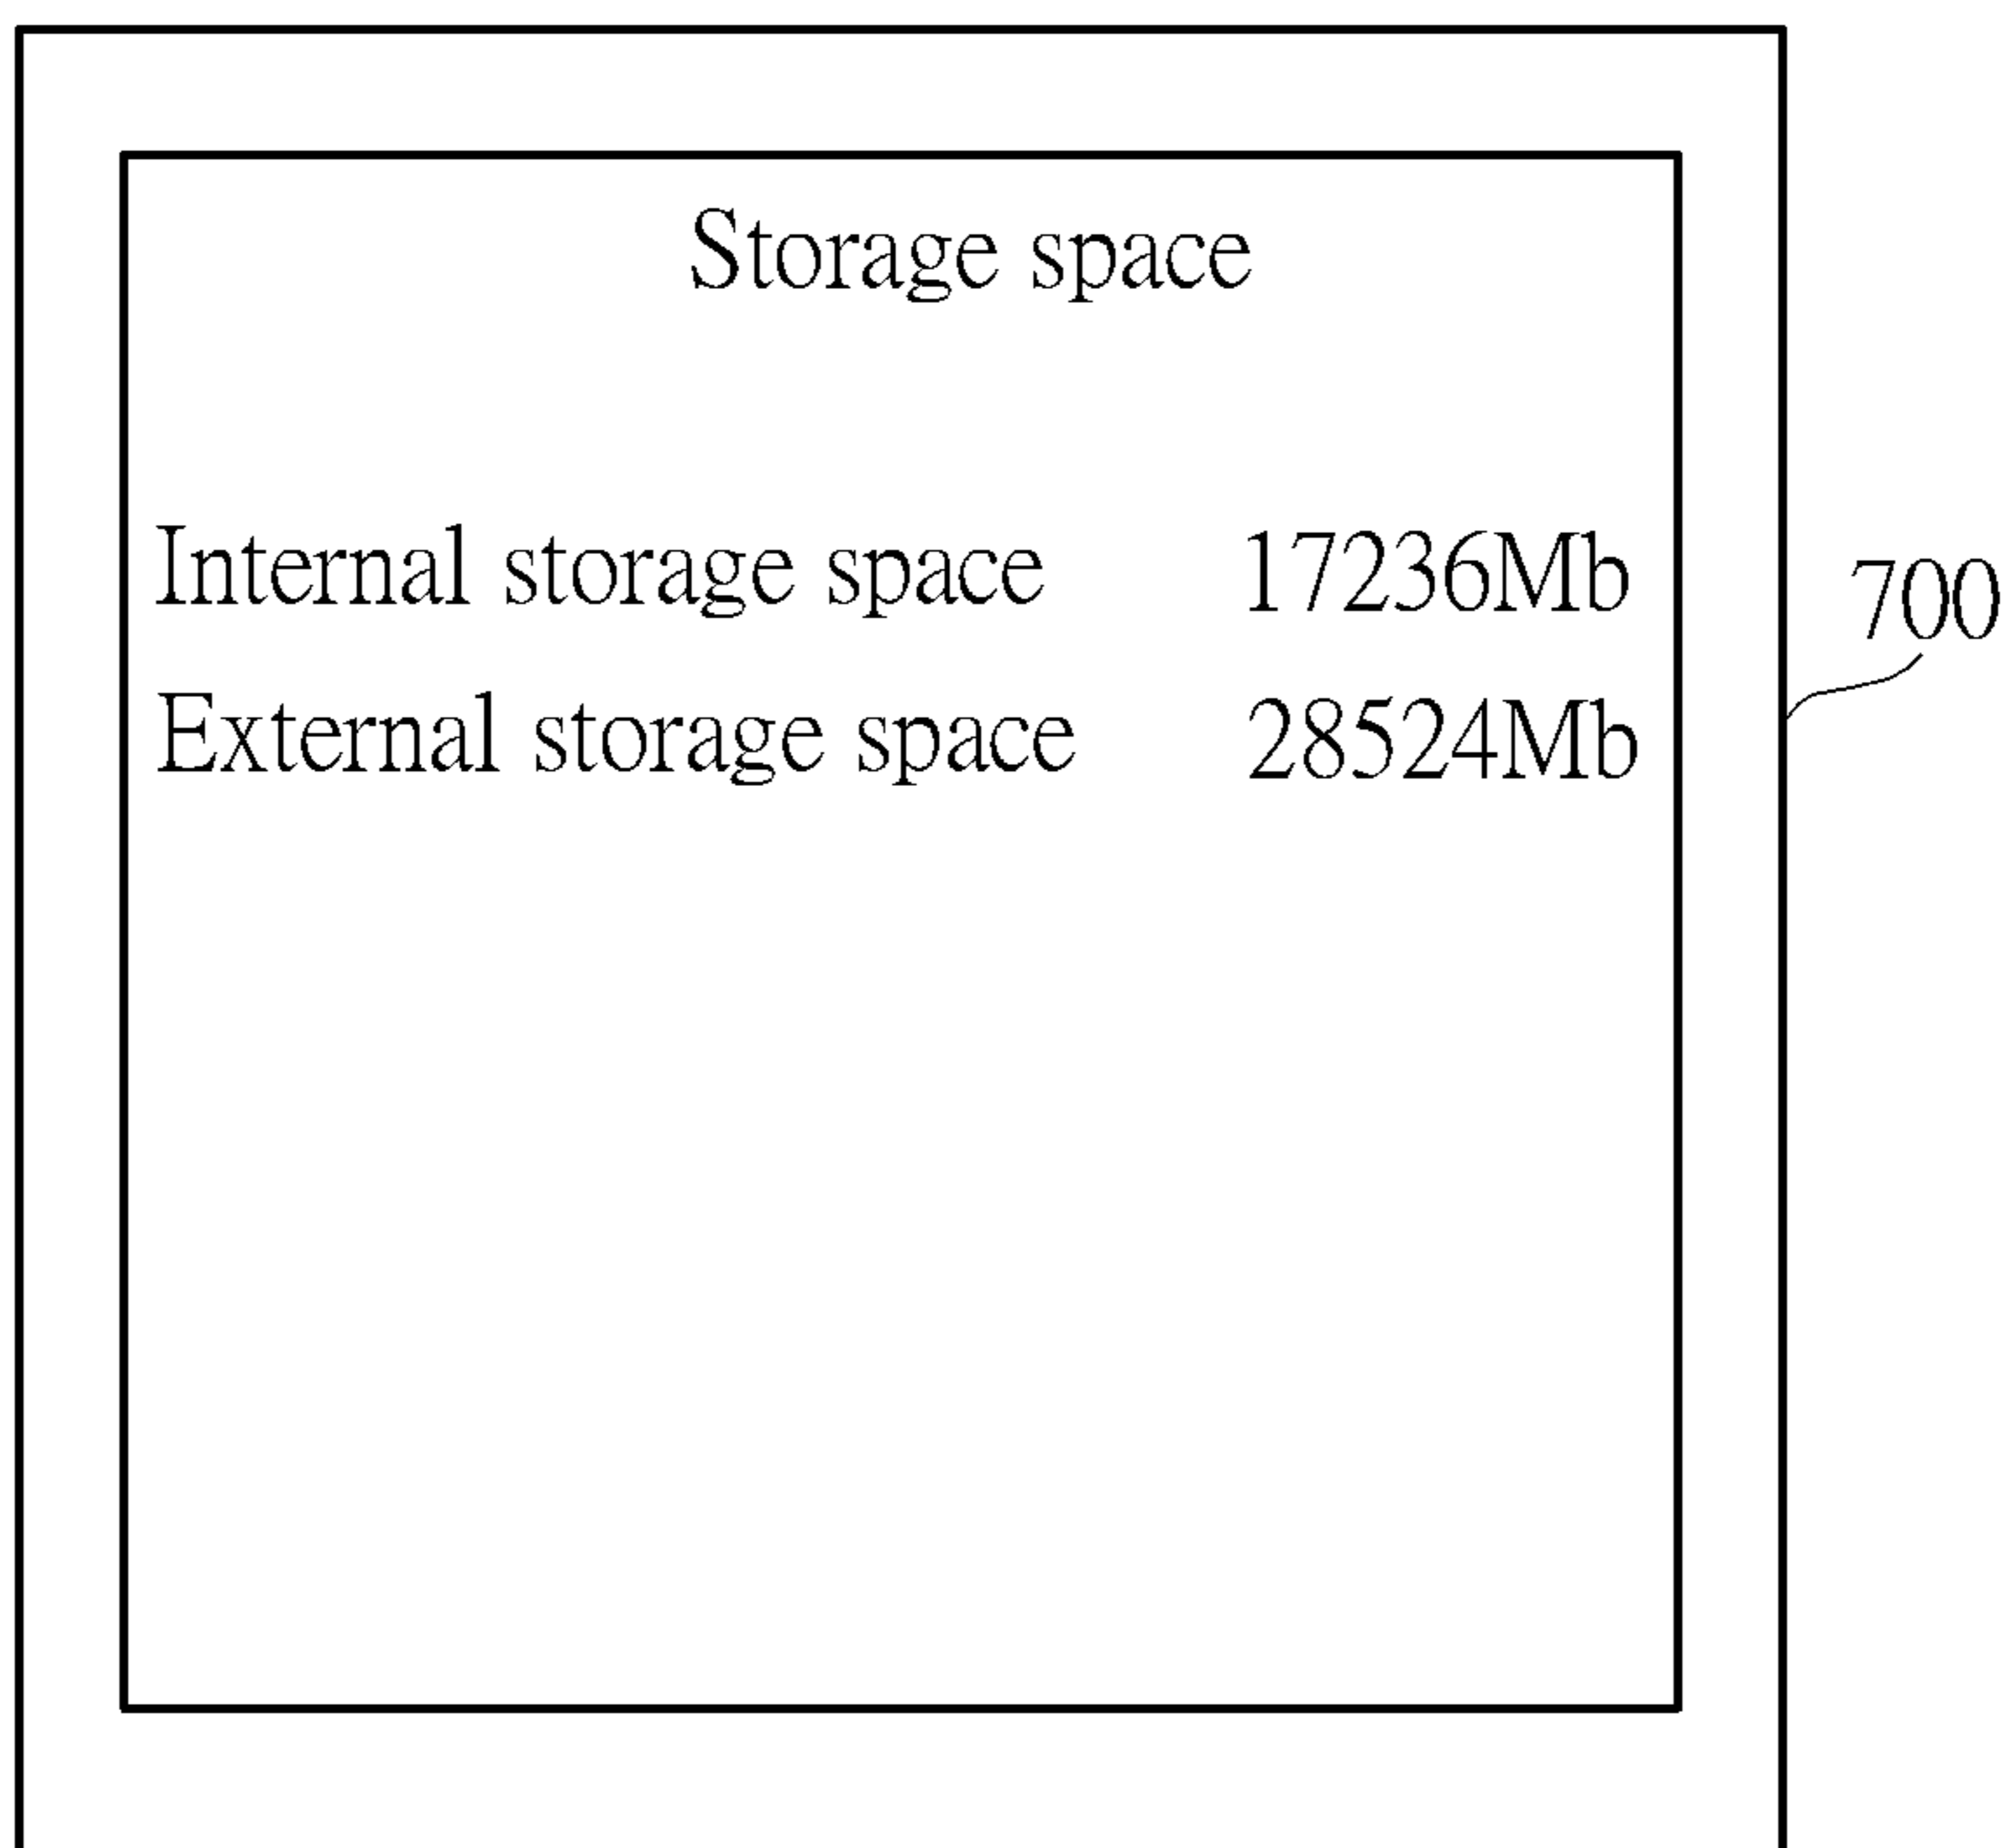 Storage space
Internal storage space 17236Mb
700
External storage space 28524Mb